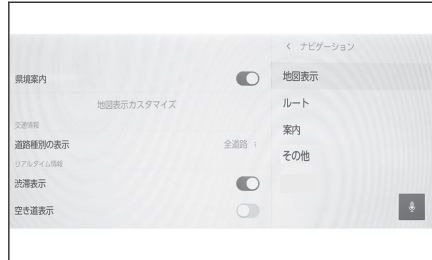 県境案内
地図表示カスタマイズ
交通情報
道路種別の表示
全道路
リアルタイム情報
渋滞表示
空き道表示
ナビゲーション
地図表示
ルート
案内
その他